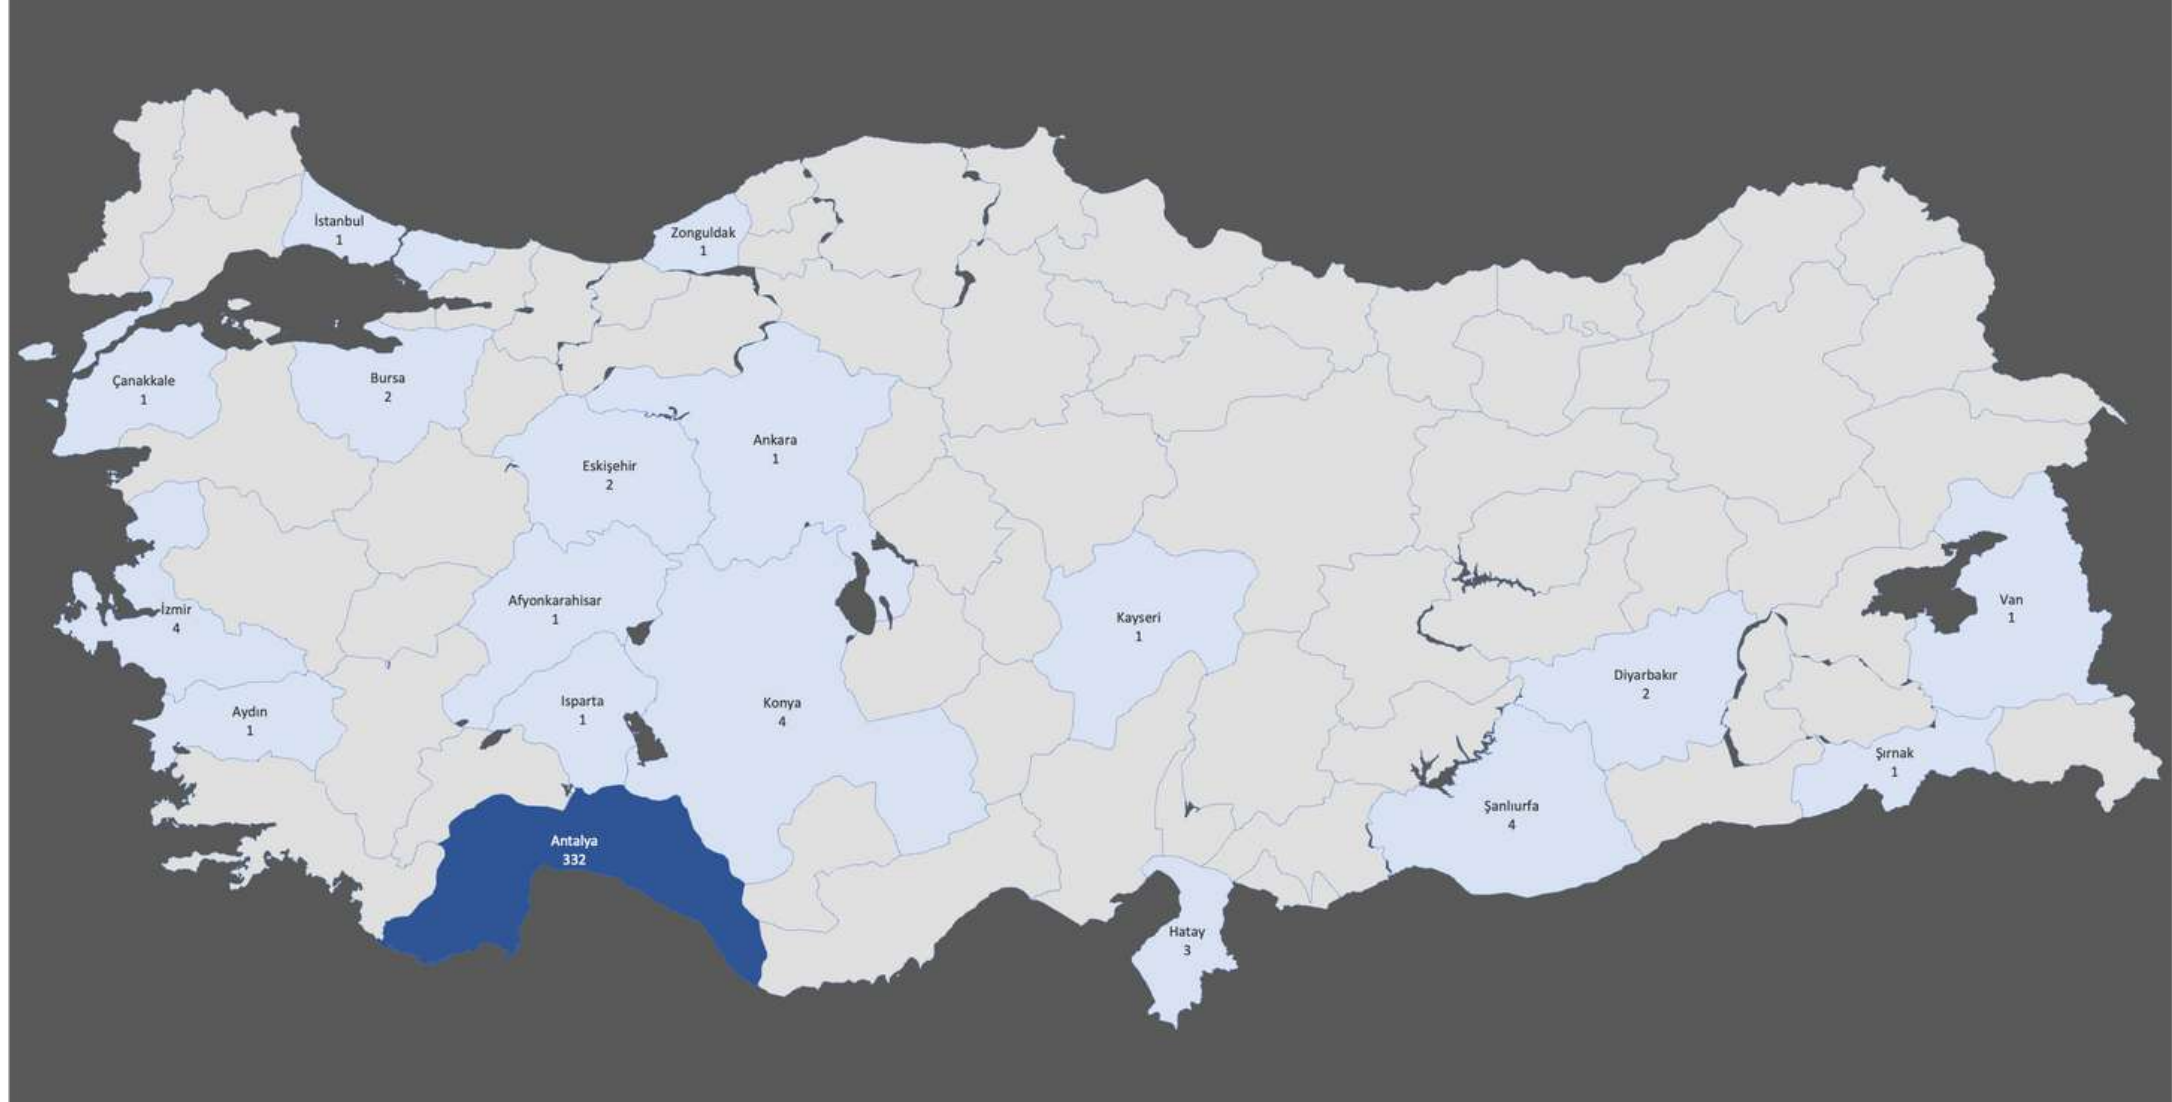 İstanbul
1
Zonguldak
1
Çanakkale
1
Bursa
2
Ankara
1
Eskişehir
2
Afyonkarahisar
1
İzmir
4
Kayseri
1
Van
1
Diyarbakır
2
Isparta
1
Konya
4
Aydın
1
Şırnak
1
Şanlıurfa
4
Antalya
332
Hatay
3